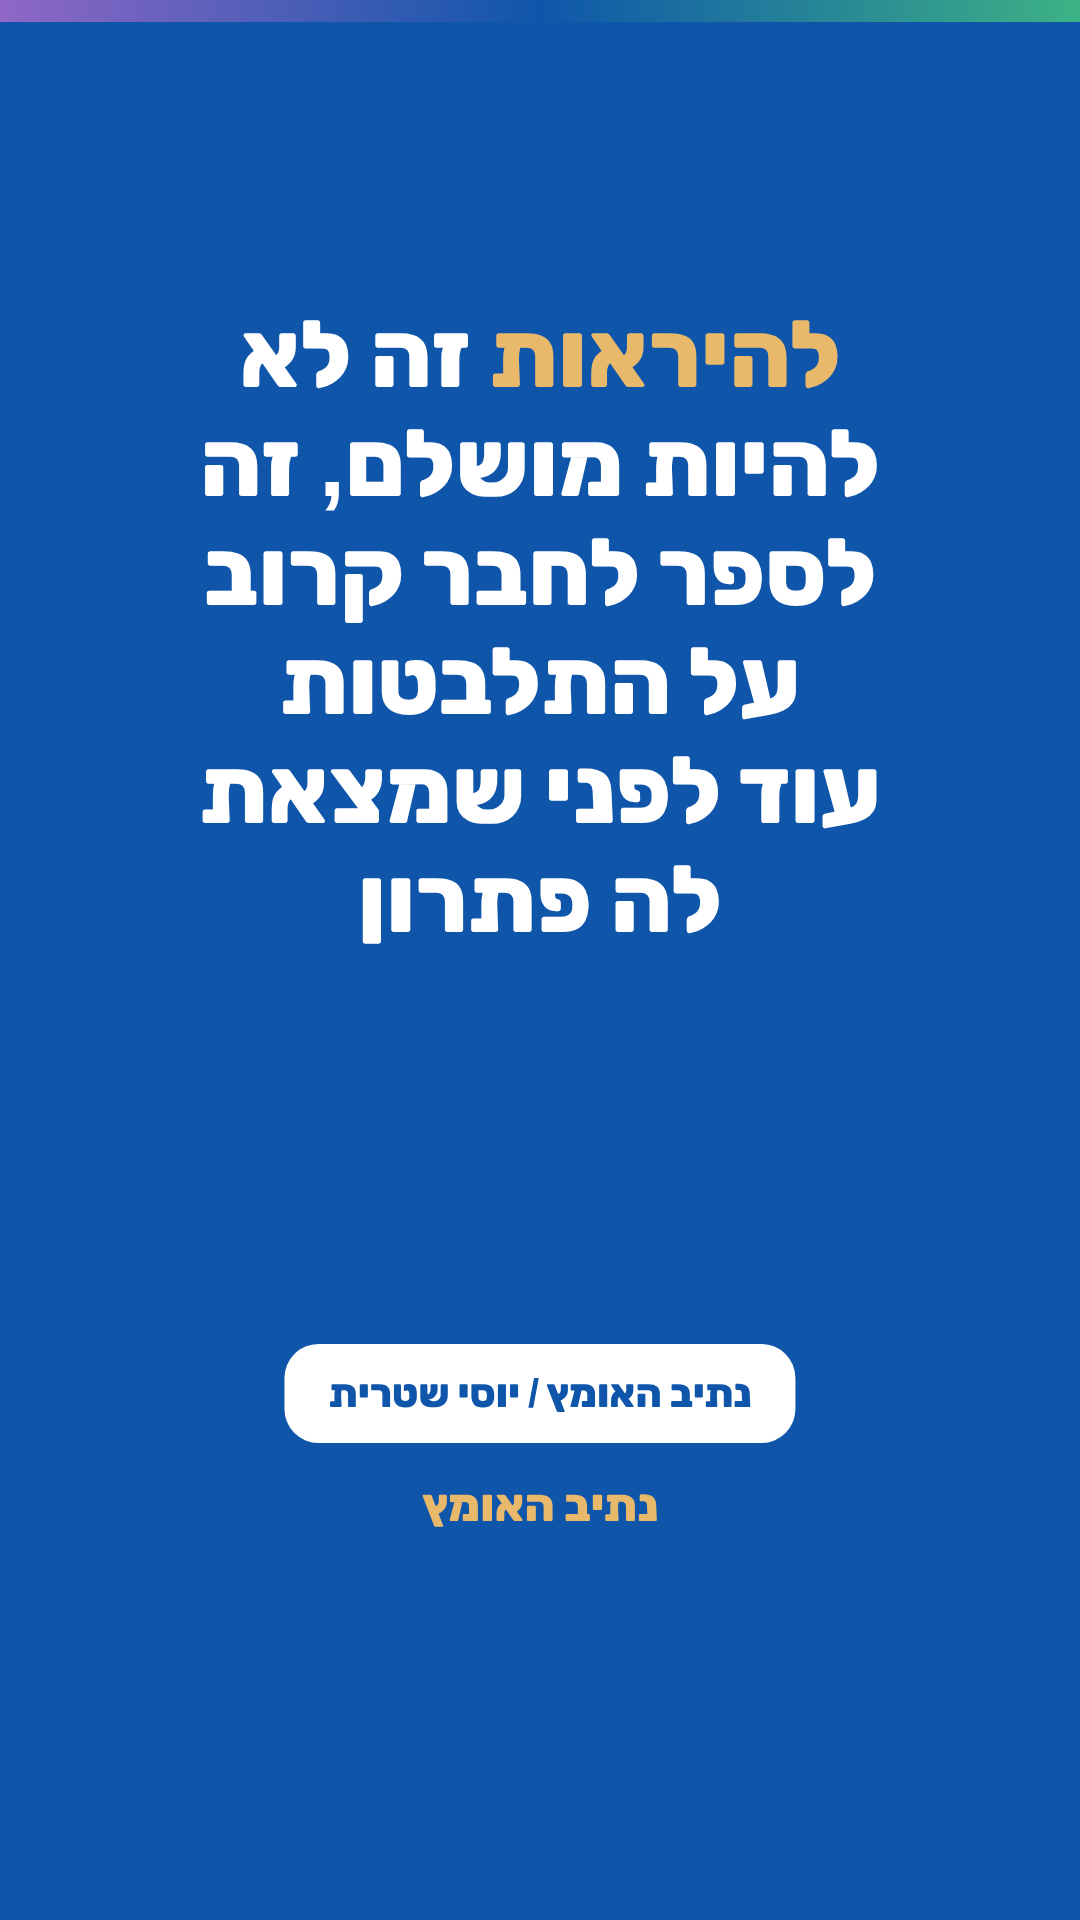 להיראות זה לא
להיות מושלם, זה
לספר לחבר קרוב
על התלבטות
עוד לפני שמצאת
לה פתרון
נתיב האומץ / יוסי שטרית
נתיב האומץ